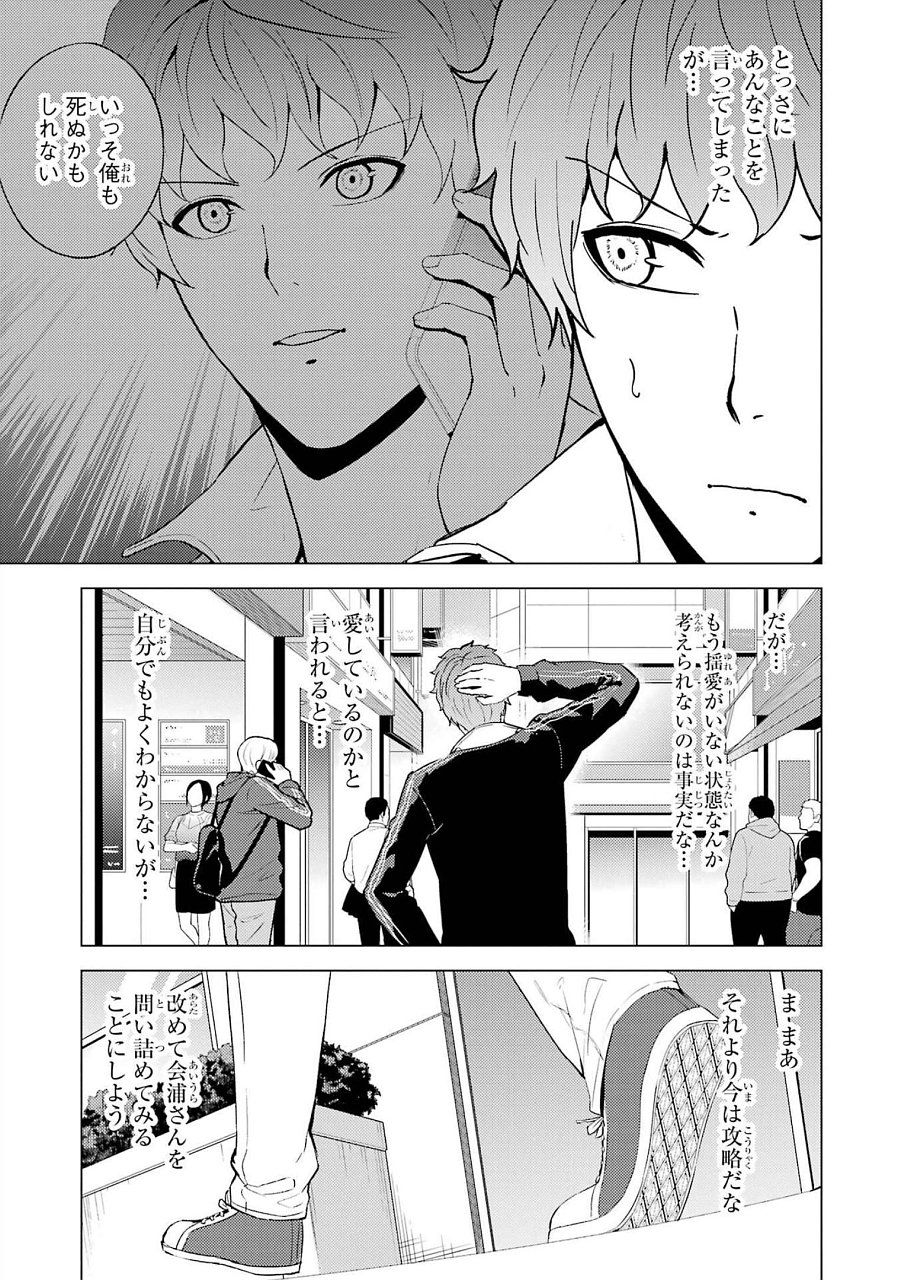 とっさに
あんなことを
言ってしまった
が…
いっそ俺も
死ぬかも
しれない
だが…
もう揺愛がいない状態なんか
考えられないのは事実だな…
愛しているのかと
言われると…
自分でもよくわからないが…
ま、まあ
それより今は攻略だな
改めて会浦さんを
問い詰めてみる
ことにしよう